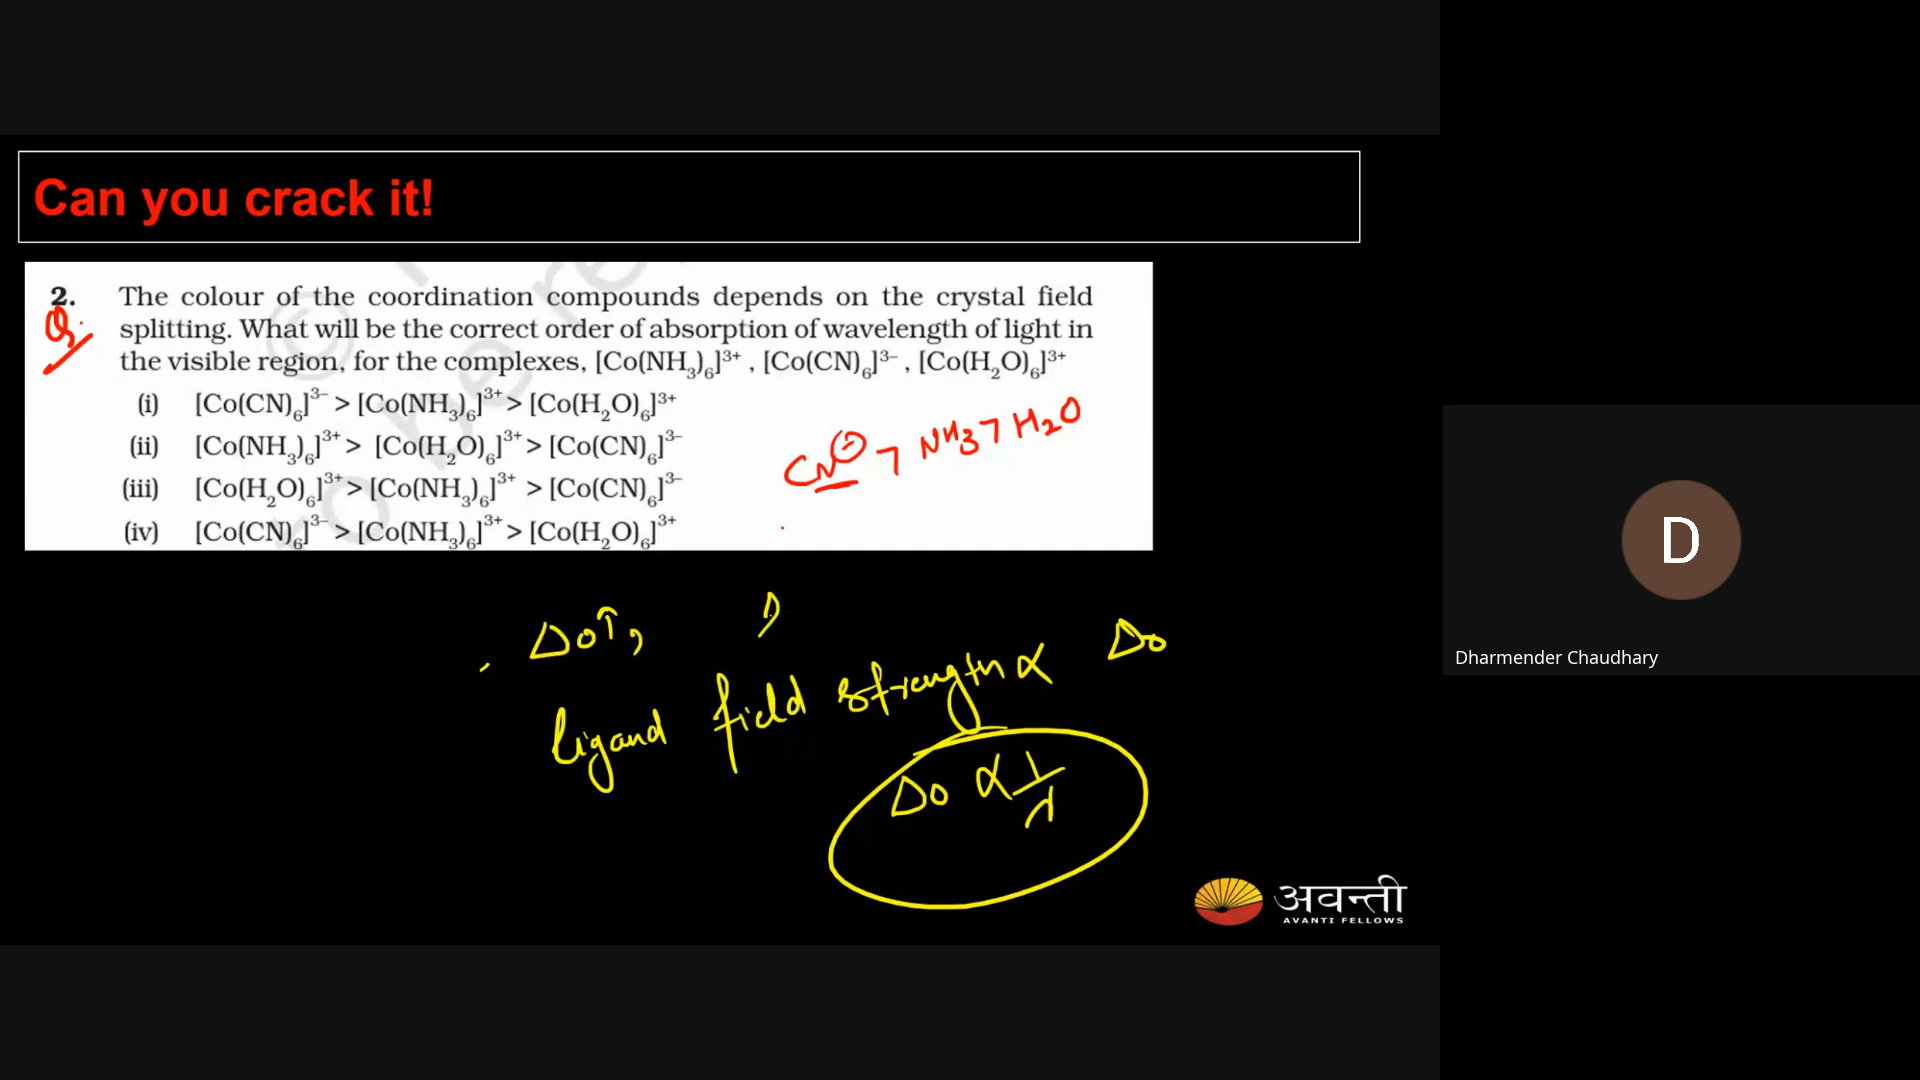 Can you crack it!
2. The colour of the coordination compounds depends on the crystal field
splitting. What will be the correct order of absorption of wavelength of light in
the visible region, for the complexes, [Co(NH₃)₆]³⁺ , [Co(CN)₆]³⁻ , [Co(H₂O)₆]³⁺
(i) [Co(CN)₆]³⁻ > [Co(NH₃)₆]³⁺ > [Co(H₂O)₆]³⁺
(ii) [Co(NH₃)₆]³⁺ > [Co(H₂O)₆]³⁺ > [Co(CN)₆]³⁻
(iii) [Co(H₂O)₆]³⁺ > [Co(NH₃)₆]³⁺ > [Co(CN)₆]³⁻
(iv) [Co(CN)₆]³⁻ > [Co(NH₃)₆]³⁺ > [Co(H₂O)₆]³⁺
Q.
CN⊖ > NH3 > H2O
Δo↑,
ligand field strength ∝ Δo
Δo ∝ 1/λ
अवन्ती
AVANTI FELLOWS
D
Dharmender Chaudhary